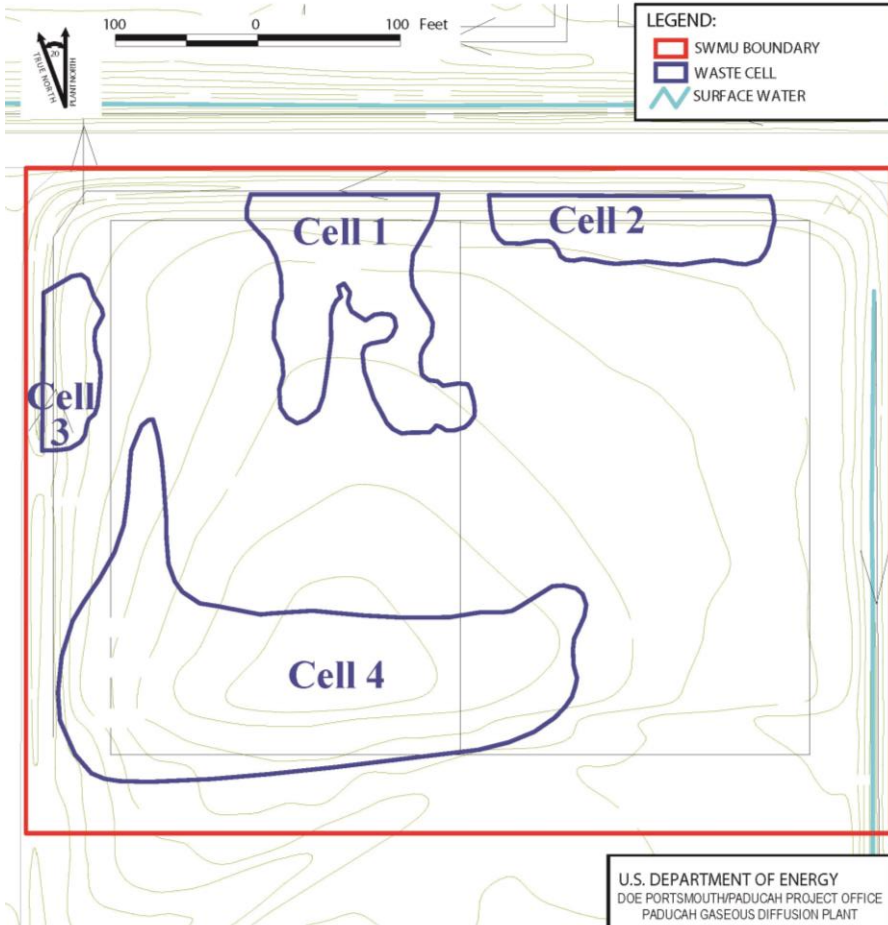 100 0 100 Feet
20
TRUE NORTH
PLANT NORTH
LEGEND:
SWMU BOUNDARY
WASTE CELL
SURFACE WATER
Cell 1
Cell 2
Cell
3
Cell 4
U.S. DEPARTMENT OF ENERGY
DOE PORTSMOUTH/PADUCAH PROJECT OFFICE
PADUCAH GASEOUS DIFFUSION PLANT